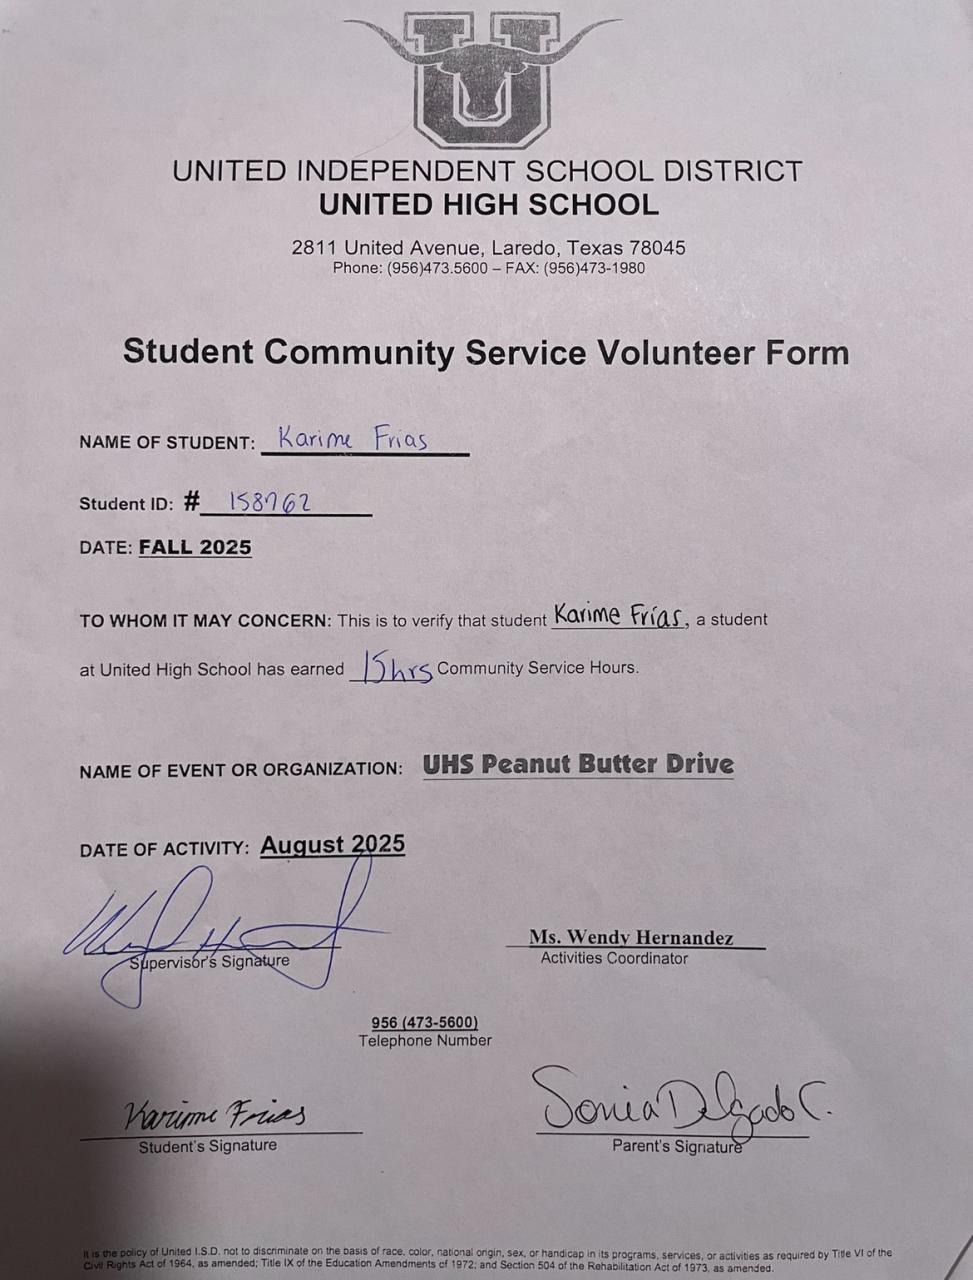 U
UNITED INDEPENDENT SCHOOL DISTRICT
UNITED HIGH SCHOOL
2811 United Avenue, Laredo, Texas 78045
Phone: (956)473.5600 – FAX: (956)473-1980
Student Community Service Volunteer Form
NAME OF STUDENT: Karime Frias
Student ID: # 158762
DATE: FALL 2025
TO WHOM IT MAY CONCERN: This is to verify that student Karime Frías, a student
at United High School has earned 15hrs Community Service Hours.
NAME OF EVENT OR ORGANIZATION: UHS Peanut Butter Drive
DATE OF ACTIVITY: August 2025
Ms. Wendy Hernandez
Supervisor's Signature Activities Coordinator
956 (473-5600)
Telephone Number
Karime Frias Sonia Delgado C.
Student's Signature Parent's Signature
It is the policy of United I.S.D. not to discriminate on the basis of race, color, national origin, sex, or handicap in its programs, services, or activities as required by Title VI of the
Civil Rights Act of 1964, as amended; Title IX of the Education Amendments of 1972; and Section 504 of the Rehabilitation Act of 1973, as amended.